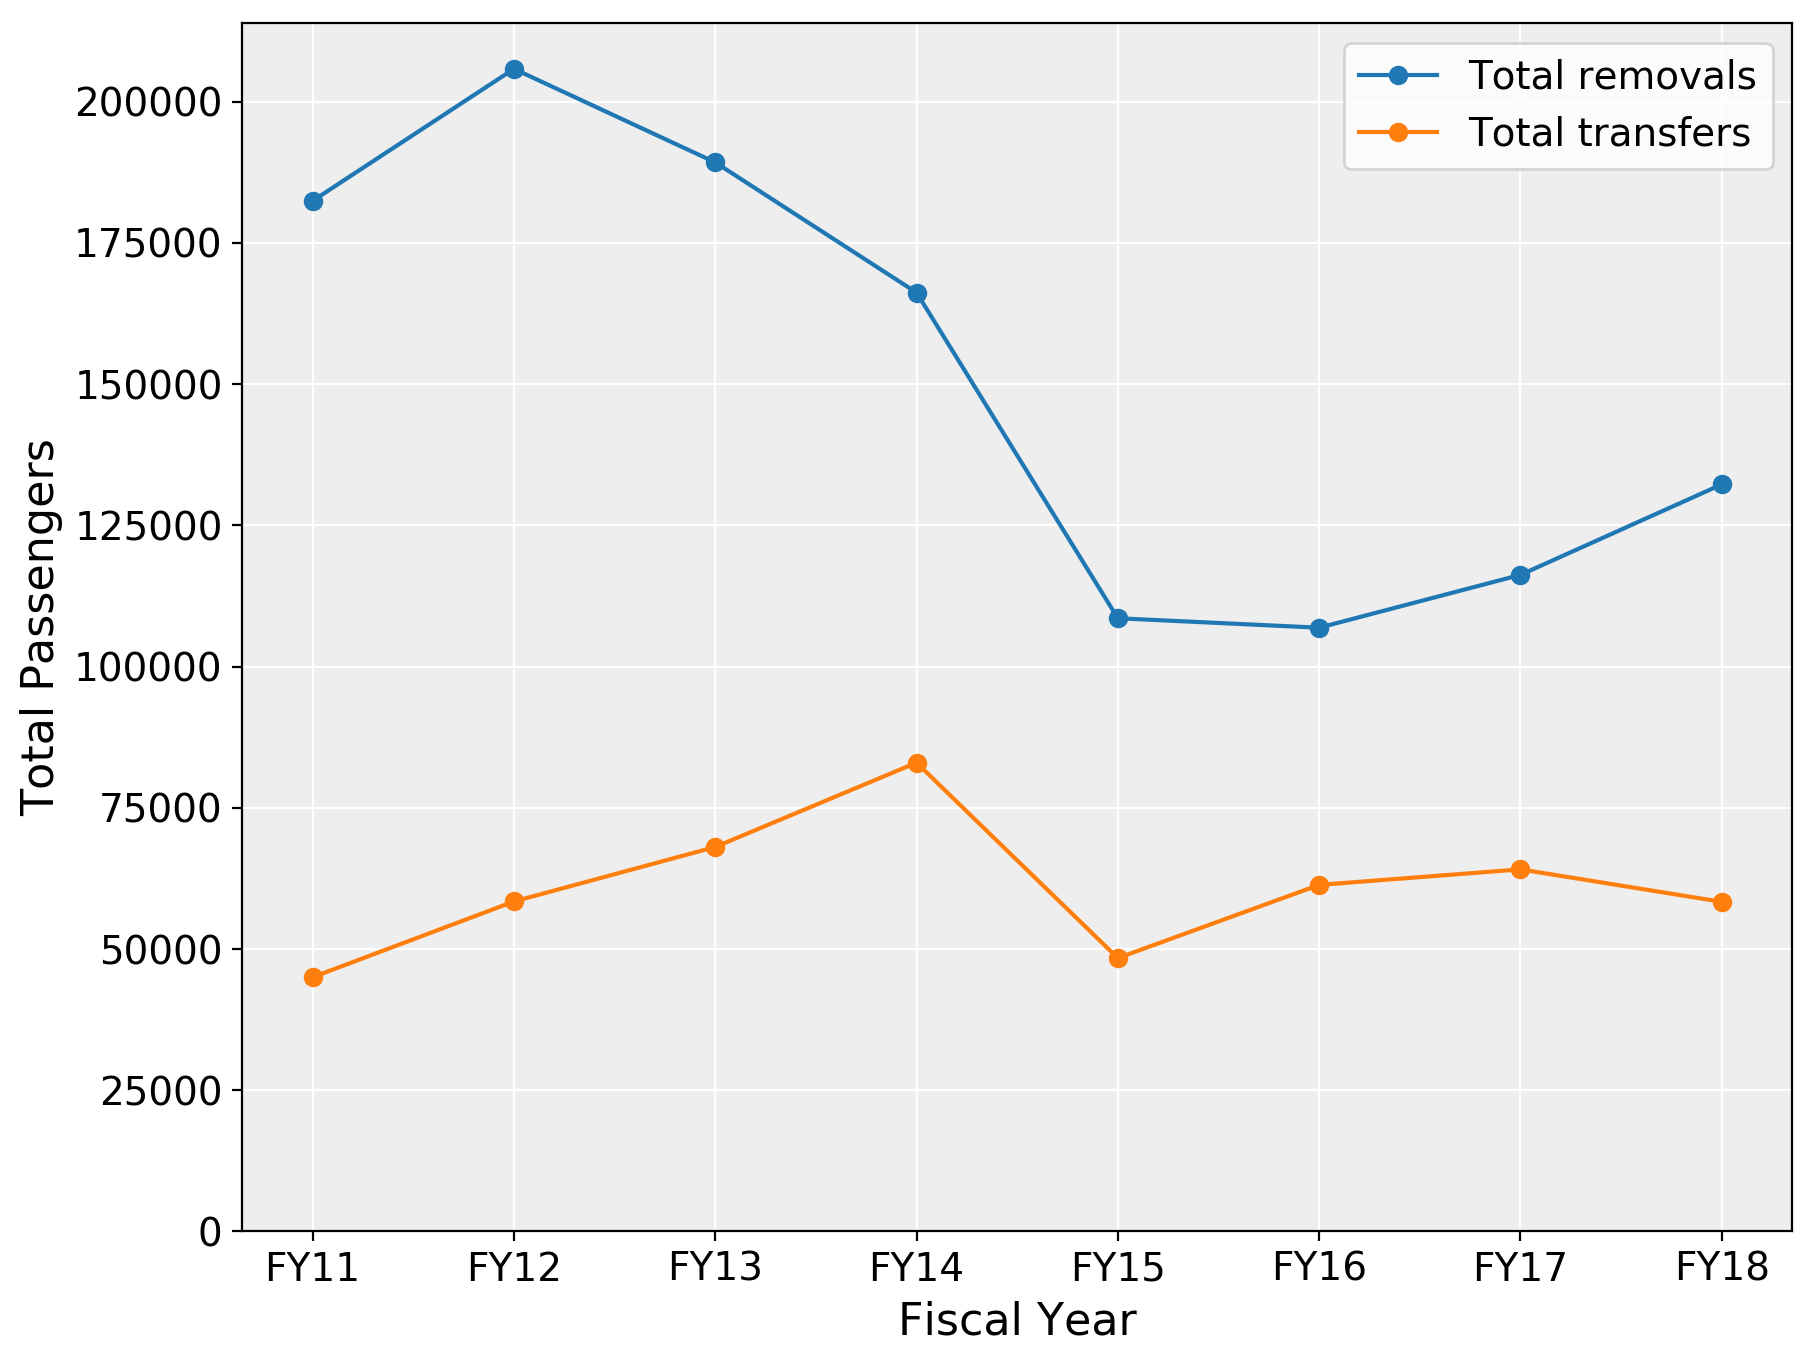 Total removals
Total transfers
Total Passengers
200000
175000
150000
125000
100000
75000
50000
25000
0
FY11 FY12 FY13 FY14 FY15 FY16 FY17 FY18
Fiscal Year